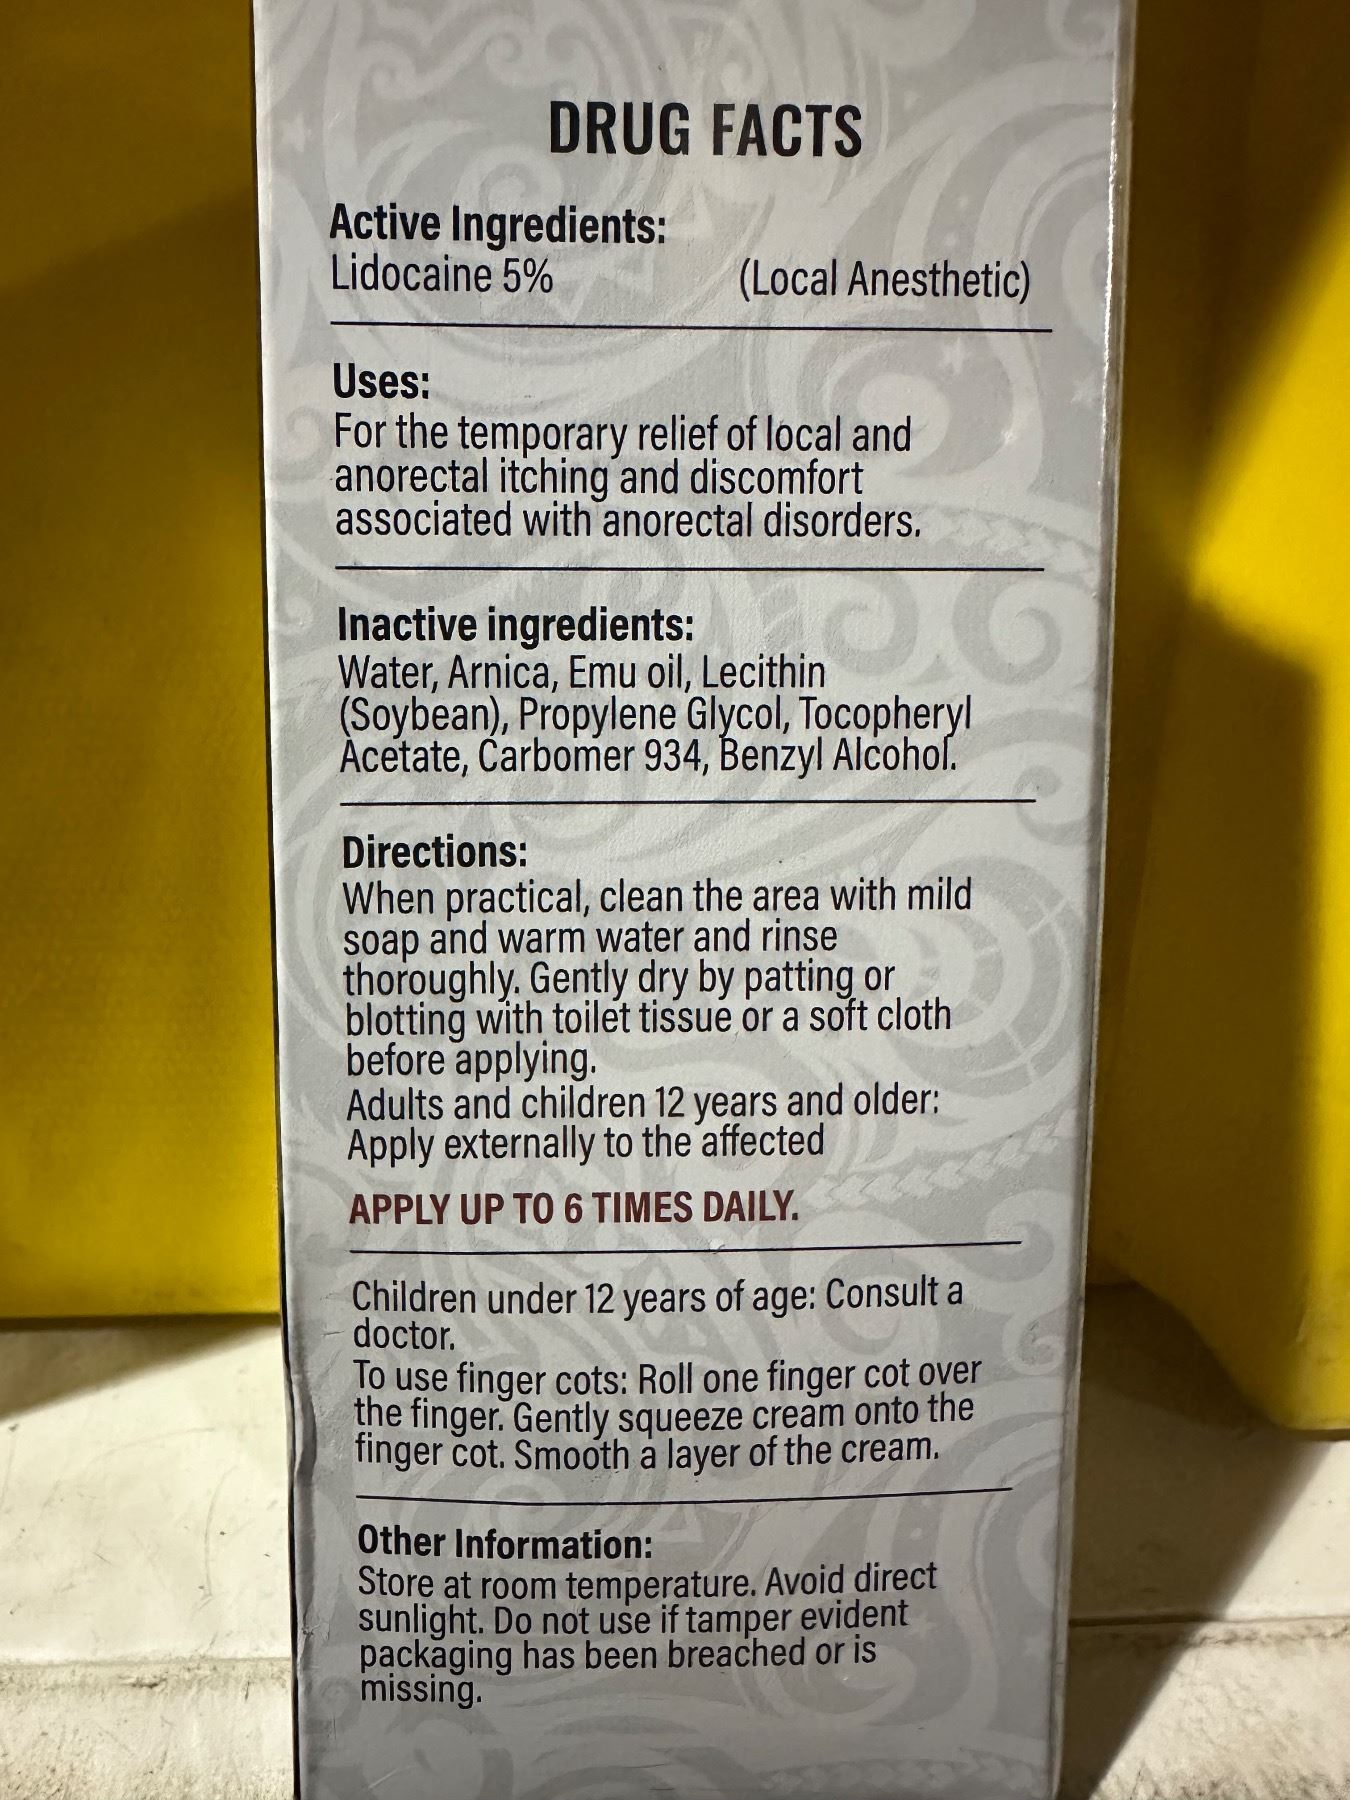 DRUG FACTS
Active Ingredients:
Lidocaine 5% (Local Anesthetic)
Uses:
For the temporary relief of local and
anorectal itching and discomfort
associated with anorectal disorders.
Inactive ingredients:
Water, Arnica, Emu oil, Lecithin
(Soybean), Propylene Glycol, Tocopheryl
Acetate, Carbomer 934, Benzyl Alcohol.
Directions:
When practical, clean the area with mild
soap and warm water and rinse
thoroughly. Gently dry by patting or
blotting with toilet tissue or a soft cloth
before applying.
Adults and children 12 years and older:
Apply externally to the affected
APPLY UP TO 6 TIMES DAILY.
Children under 12 years of age: Consult a
doctor.
To use finger cots: Roll one finger cot over
the finger. Gently squeeze cream onto the
finger cot. Smooth a layer of the cream.
Other Information:
Store at room temperature. Avoid direct
sunlight. Do not use if tamper evident
packaging has been breached or is
missing.